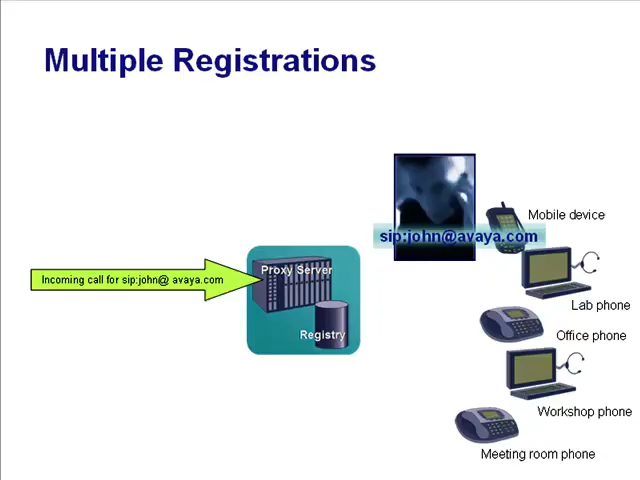 Multiple Registrations
Mobile device
sip:john@avaya.com
Proxy Server
Incoming call for sip:john@ avaya.com
Lab phone
Registry
Office phone
Workshop phone
Meeting room phone